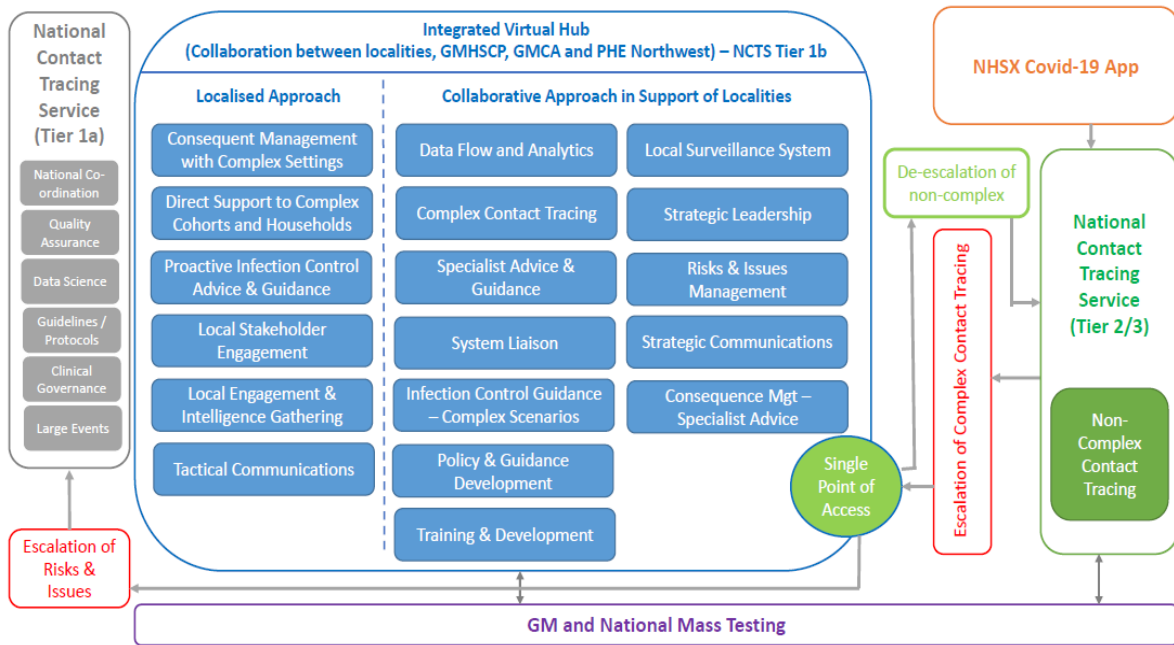 National
Contact
Tracing
Service
(Tier 1a)
National Co-
ordination
Quality
Assurance
Data Science
Guidelines /
Protocols
Clinical
Governance
Large Events
Escalation of
Risks &
Issues
Integrated Virtual Hub
(Collaboration between localities, GMHSCP, GMCA and PHE Northwest) – NCTS Tier 1b
Localised Approach
Consequent Management
with Complex Settings
Direct Support to Complex
Cohorts and Households
Proactive Infection Control
Advice & Guidance
Local Stakeholder
Engagement
Local Engagement &
Intelligence Gathering
Tactical Communications
Collaborative Approach in Support of Localities
Data Flow and Analytics
Complex Contact Tracing
Specialist Advice &
Guidance
System Liaison
Infection Control Guidance
– Complex Scenarios
Policy & Guidance
Development
Training & Development
Local Surveillance System
Strategic Leadership
Risks & Issues
Management
Strategic Communications
Consequence Mgt –
Specialist Advice
Single
Point of
Access
De-escalation of
non-complex
Escalation of Complex Contact Tracing
NHSX Covid-19 App
National
Contact
Tracing
Service
(Tier 2/3)
Non-
Complex
Contact
Tracing
GM and National Mass Testing